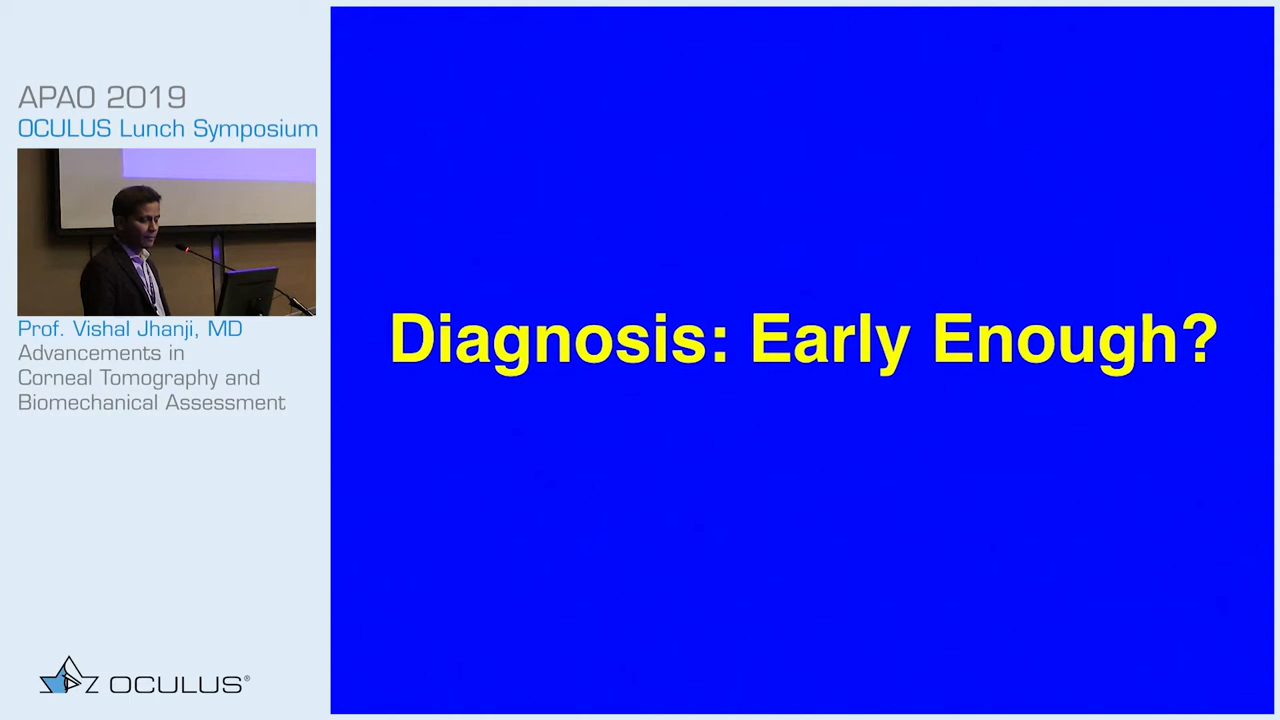 APAO 2019
OCULUS Lunch Symposium
Prof. Vishal Jhanji, MD
Advancements in
Corneal Tomography and
Biomechanical Assessment
OCULUS®
Diagnosis: Early Enough?